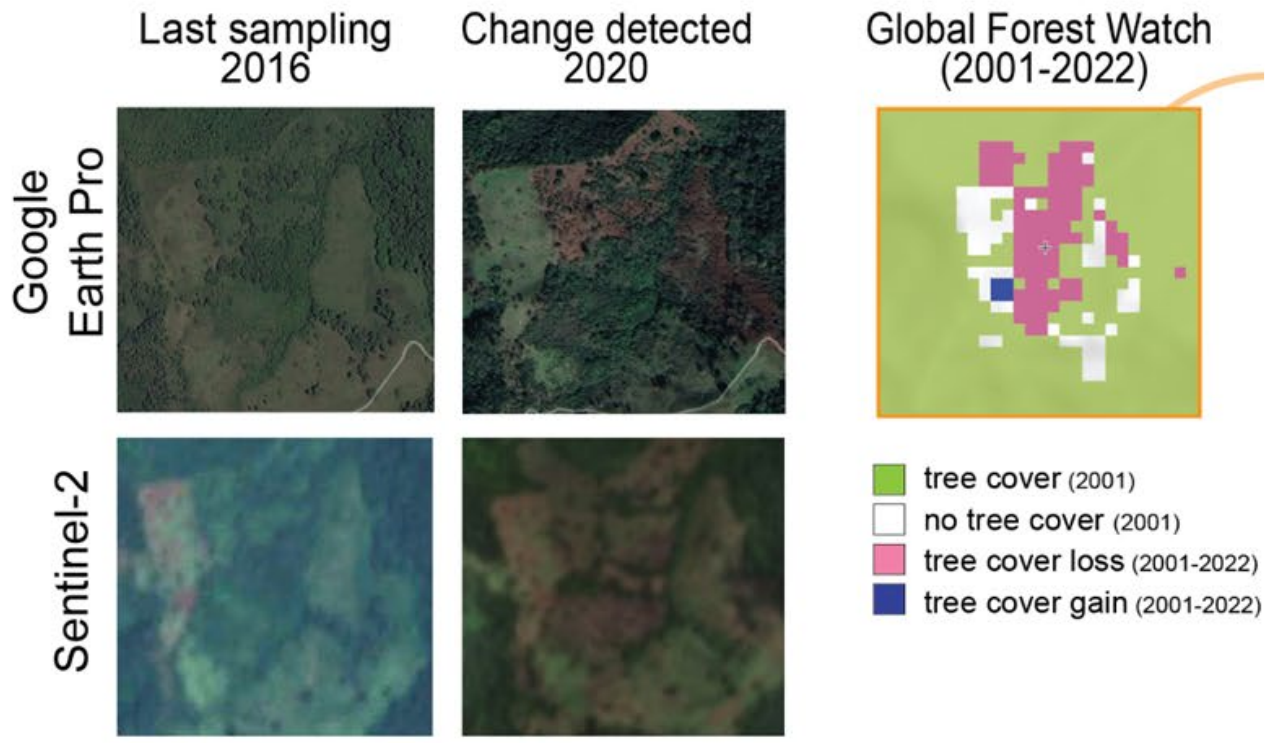 Last sampling
2016
Change detected
2020
Global Forest Watch
(2001-2022)
Google
Earth Pro
Sentinel-2
tree cover (2001)
no tree cover (2001)
tree cover loss (2001-2022)
tree cover gain (2001-2022)